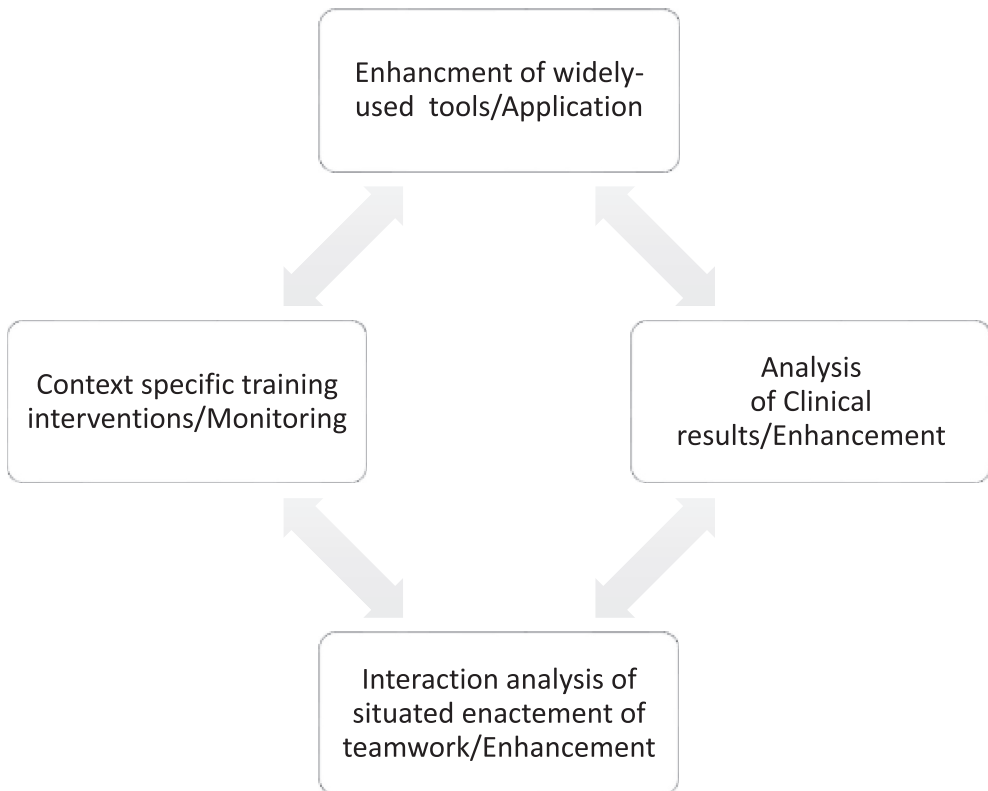 Enhancment of widely-
used tools/Application
Context specific training
interventions/Monitoring
Analysis
of Clinical
results/Enhancement
Interaction analysis of
situated enactement of
teamwork/Enhancement